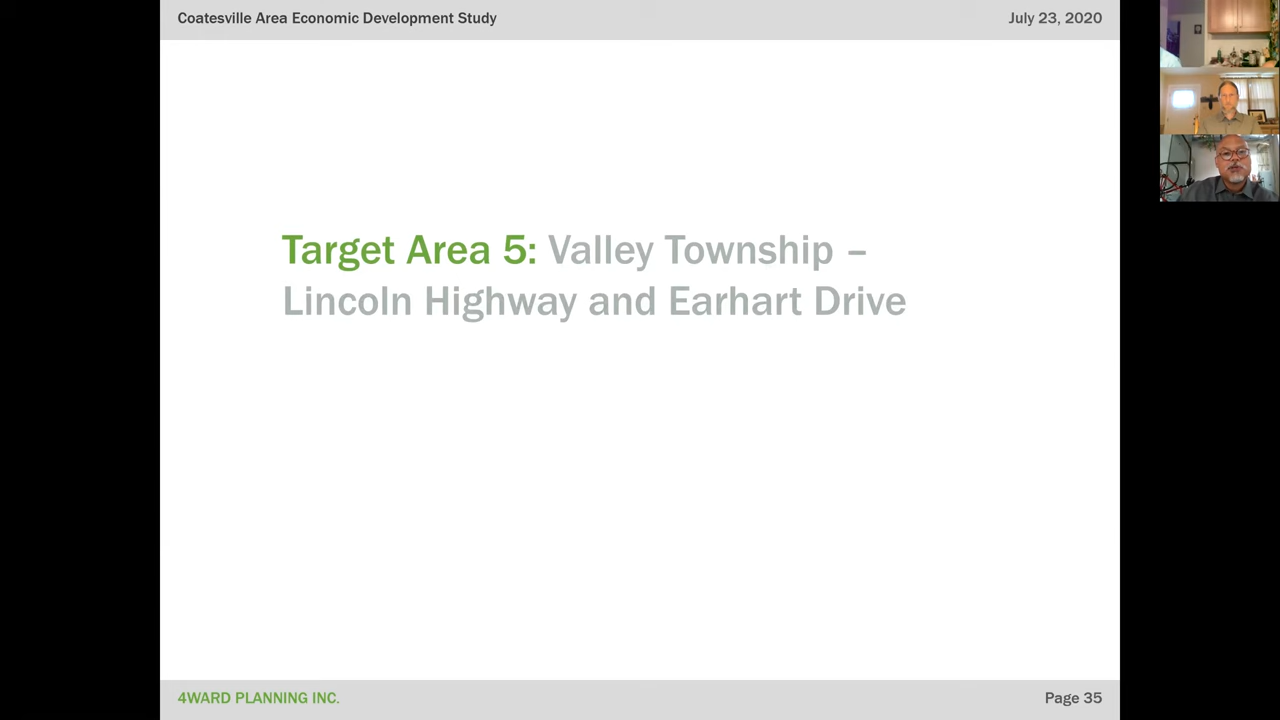 Coatesville Area Economic Development Study
July 23, 2020
Target Area 5: Valley Township –
Lincoln Highway and Earhart Drive
4WARD PLANNING INC.
Page 35